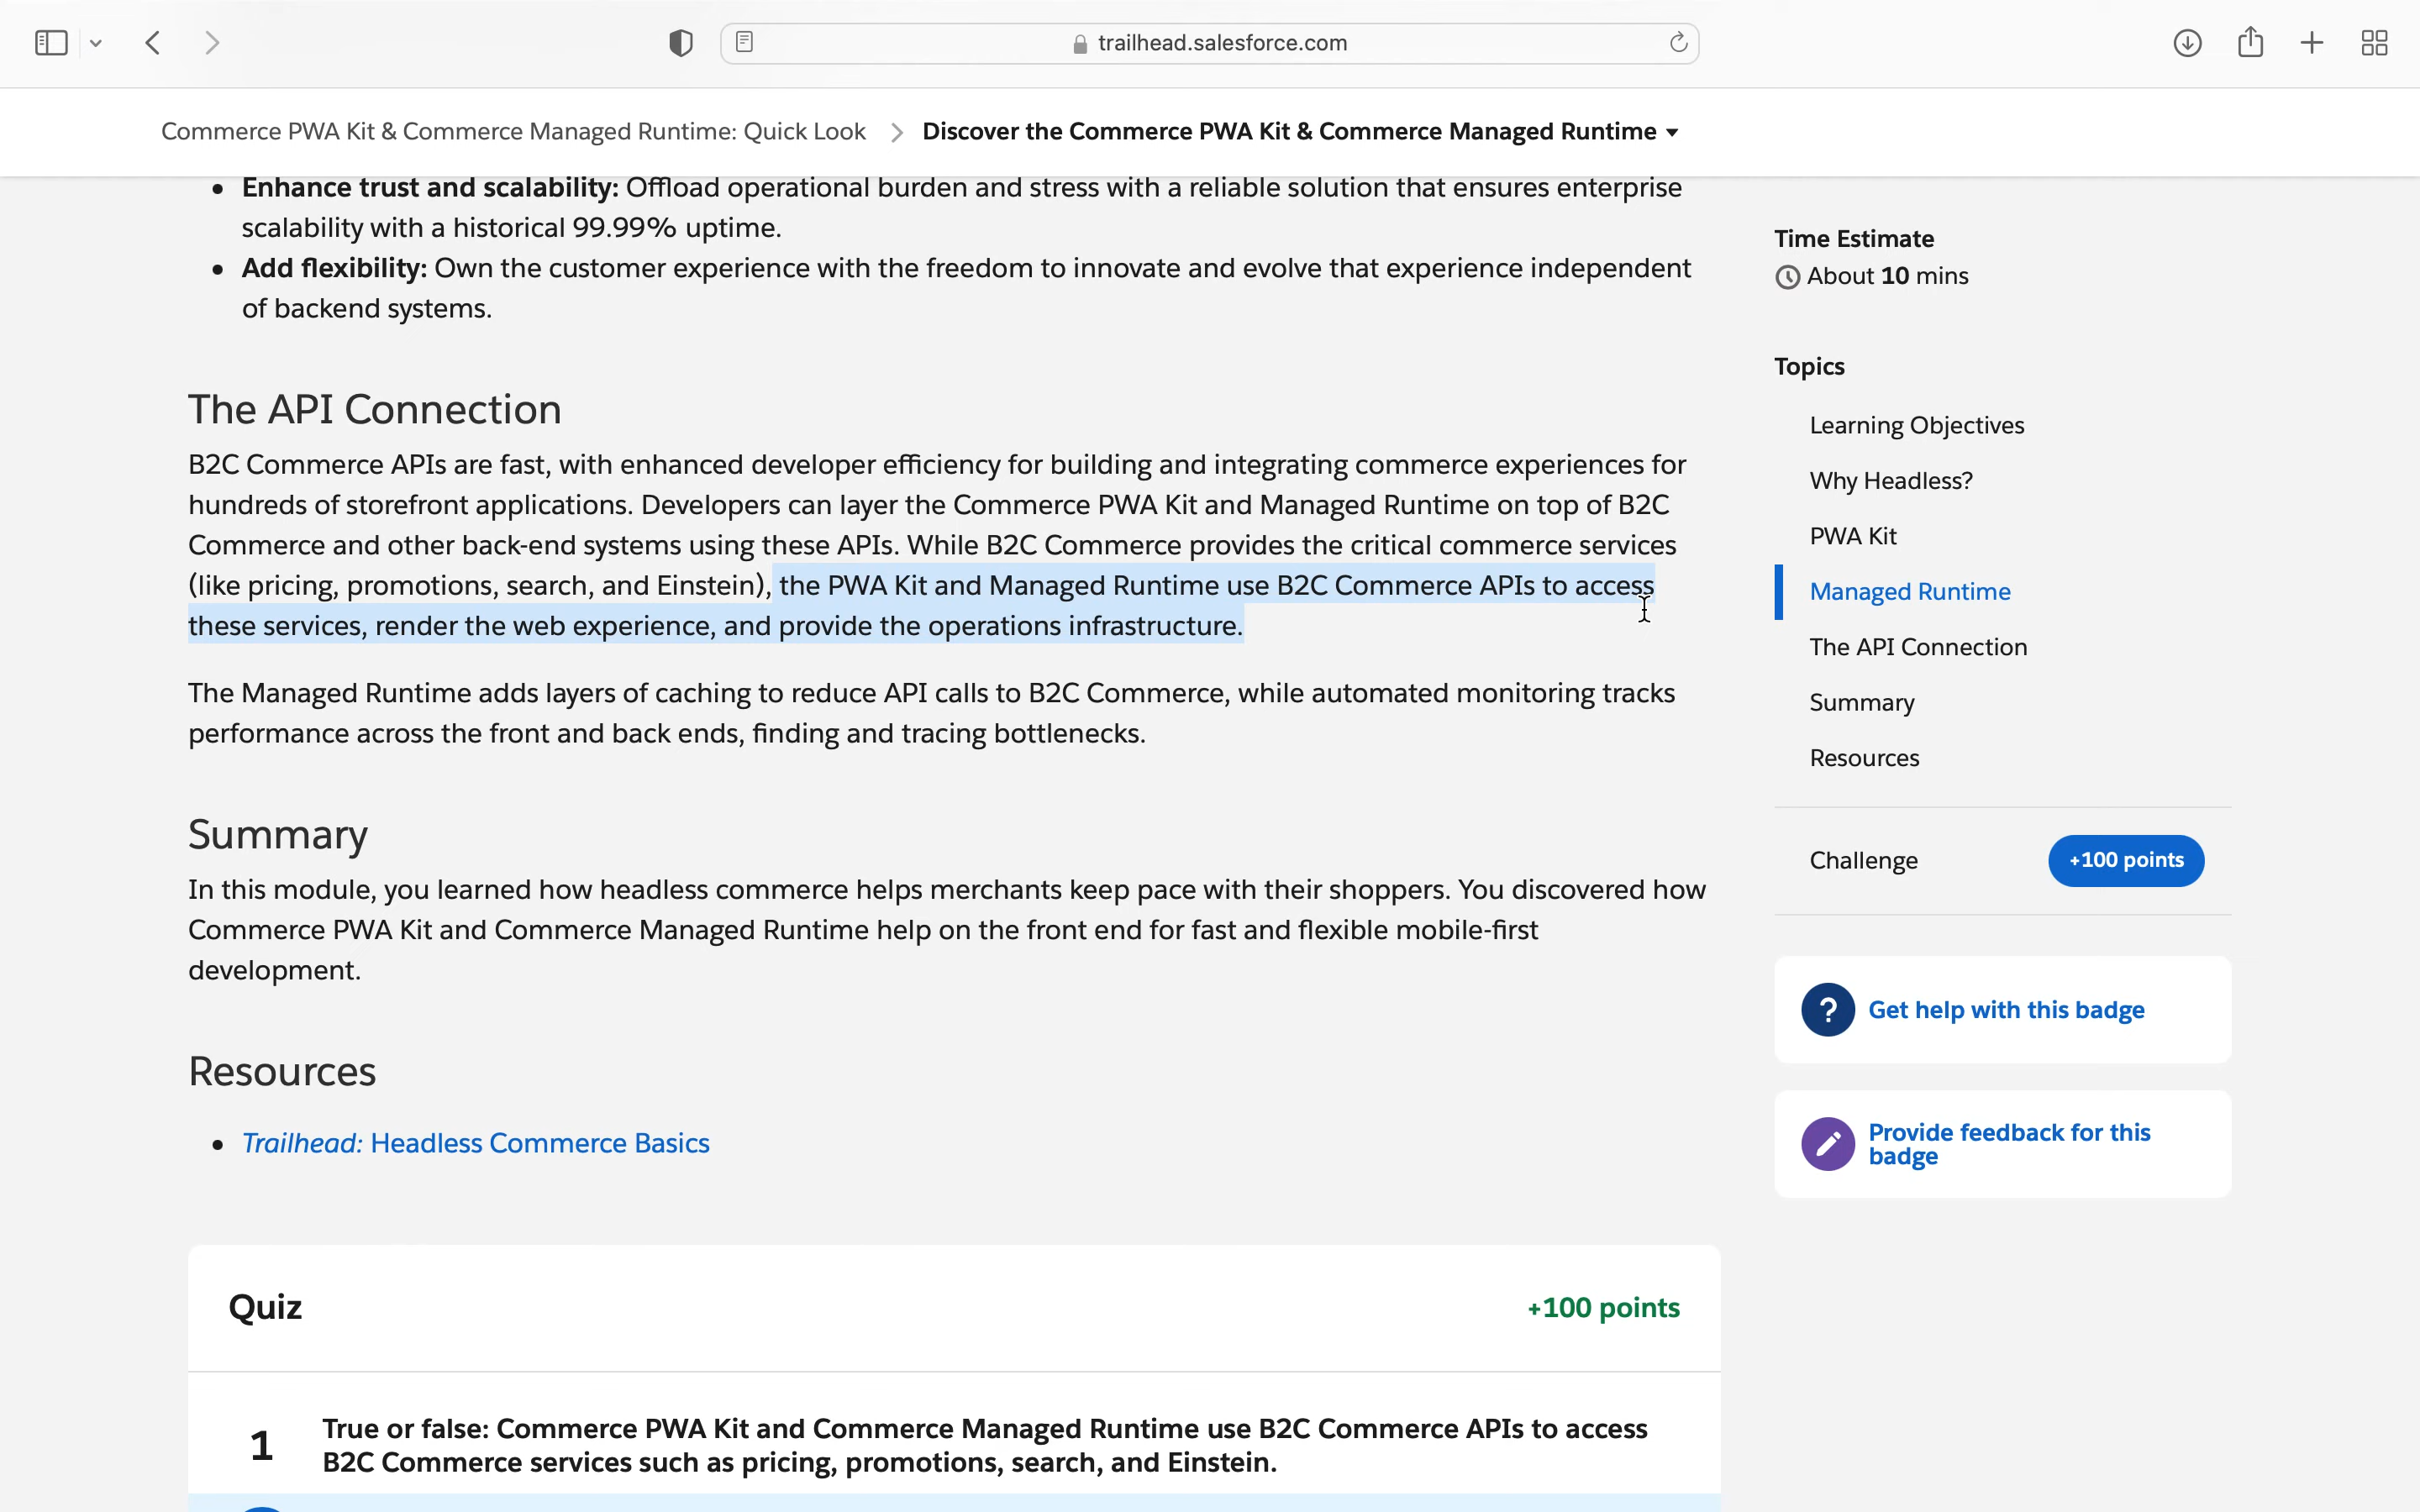 trailhead.salesforce.com
Commerce PWA Kit & Commerce Managed Runtime: Quick Look
Discover the Commerce PWA Kit & Commerce Managed Runtime
Enhance trust and scalability: Offload operational burden and stress with a reliable solution that ensures enterprise
scalability with a historical 99.99% uptime.
Add flexibility: Own the customer experience with the freedom to innovate and evolve that experience independent
of backend systems.
The API Connection
B2C Commerce APIs are fast, with enhanced developer efficiency for building and integrating commerce experiences for
hundreds of storefront applications. Developers can layer the Commerce PWA Kit and Managed Runtime on top of B2C
Commerce and other back-end systems using these APIs. While B2C Commerce provides the critical commerce services
(like pricing, promotions, search, and Einstein), the PWA Kit and Managed Runtime use B2C Commerce APIs to access
these services, render the web experience, and provide the operations infrastructure.
The Managed Runtime adds layers of caching to reduce API calls to B2C Commerce, while automated monitoring tracks
performance across the front and back ends, finding and tracing bottlenecks.
Summary
In this module, you learned how headless commerce helps merchants keep pace with their shoppers. You discovered how
Commerce PWA Kit and Commerce Managed Runtime help on the front end for fast and flexible mobile-first
development.
Resources
Trailhead: Headless Commerce Basics
Quiz
+100 points
1
True or false: Commerce PWA Kit and Commerce Managed Runtime use B2C Commerce APIs to access
B2C Commerce services such as pricing, promotions, search, and Einstein.
Time Estimate
About 10 mins
Topics
Learning Objectives
Why Headless?
PWA Kit
Managed Runtime
The API Connection
Summary
Resources
Challenge
+100 points
?
Get help with this badge
Provide feedback for this
badge